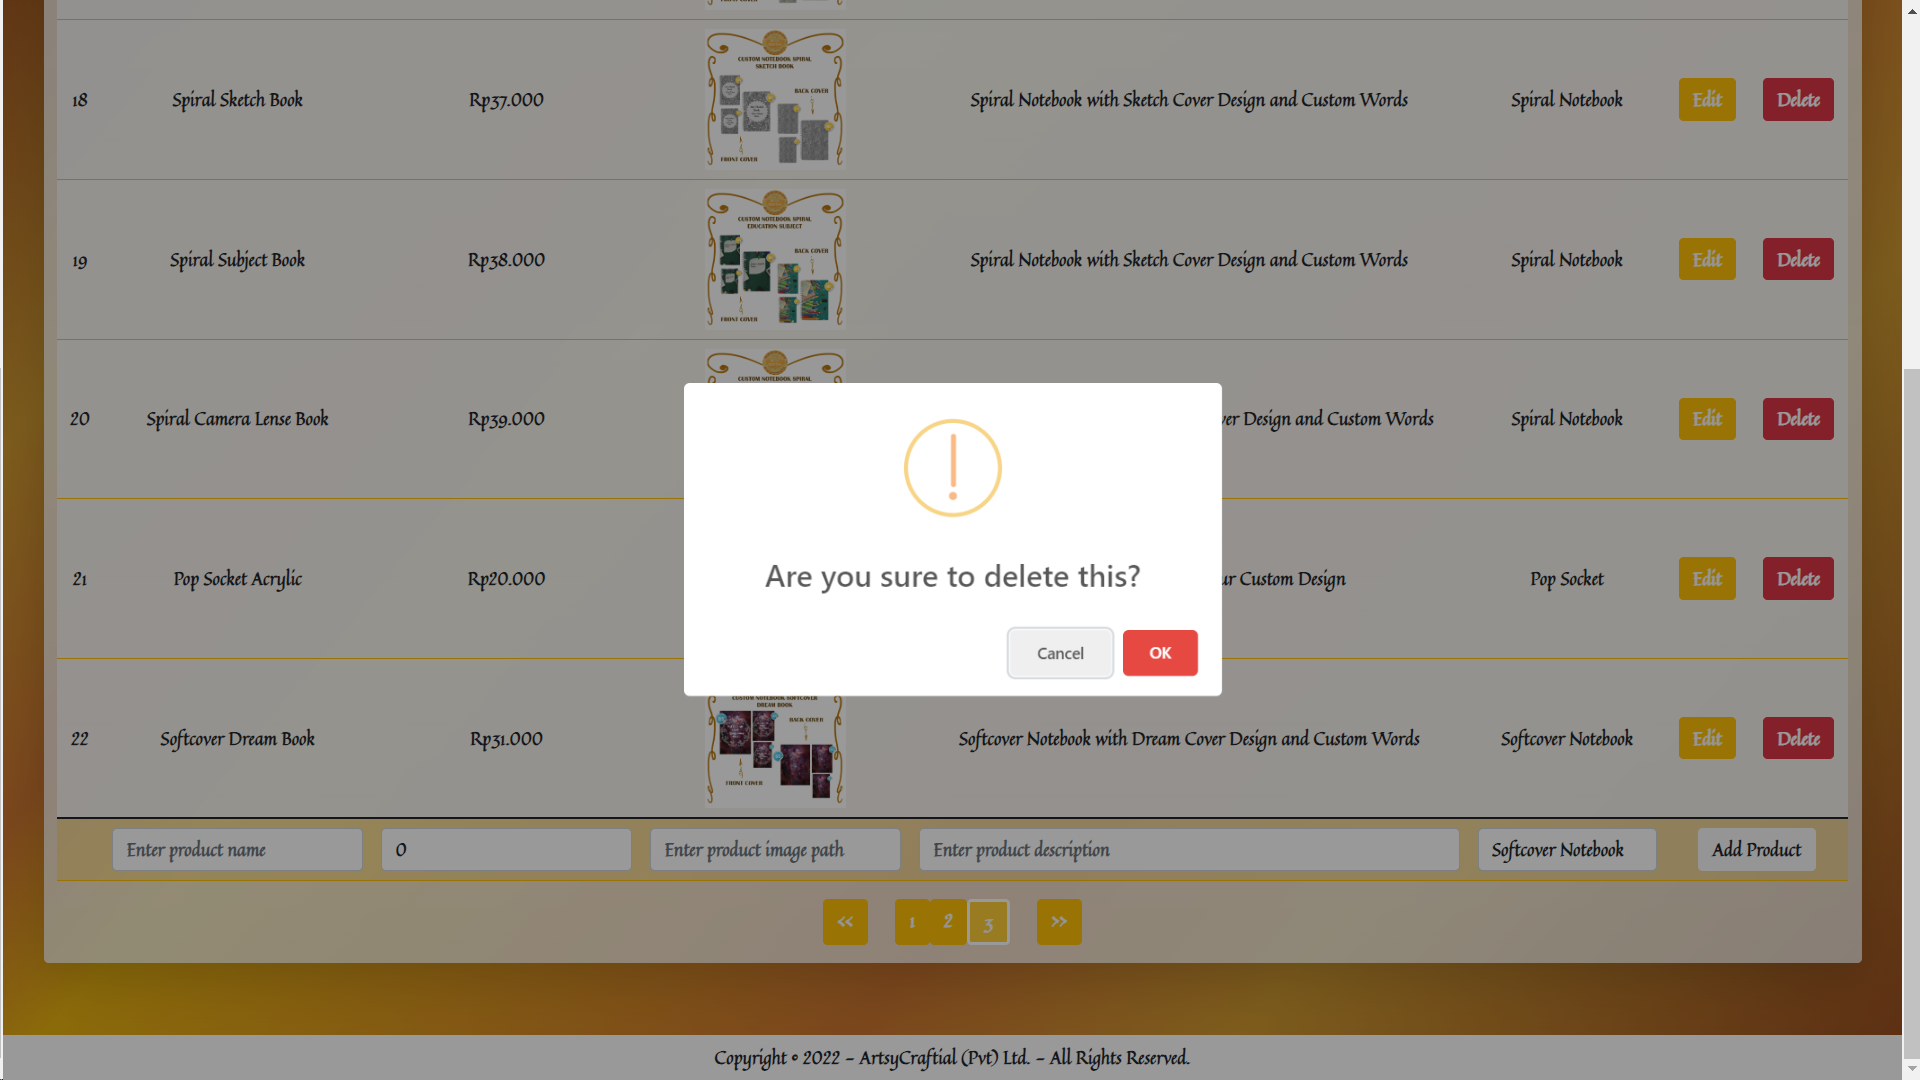 FRONT COVER
18 Spiral Sketch Book Rp37.000 Spiral Notebook with Sketch Cover Design and Custom Words Spiral Notebook Edit Delete
CUSTOM NOTEBOOK SPIRAL
SKETCH BOOK
BACK COVER
FRONT COVER
19 Spiral Subject Book Rp38.000 Spiral Notebook with Sketch Cover Design and Custom Words Spiral Notebook Edit Delete
CUSTOM NOTEBOOK SPIRAL
EDUCATION SUBJECT
BACK COVER
FRONT COVER
20 Spiral Camera Lense Book Rp39.000 ver Design and Custom Words Spiral Notebook Edit Delete
CUSTOM NOTEBOOK SPIRAL
21 Pop Socket Acrylic Rp20.000 ur Custom Design Pop Socket Edit Delete
Are you sure to delete this?
Cancel OK
22 Softcover Dream Book Rp31.000 Softcover Notebook with Dream Cover Design and Custom Words Softcover Notebook Edit Delete
CUSTOM NOTEBOOK SOFTCOVER
DREAM BOOK
BACK COVER
FRONT COVER
Enter product name 0 Enter product image path Enter product description Softcover Notebook Add Product
<< 1 2 3 >>
Copyright © 2022 - ArtsyCraftial (Pvt) Ltd. - All Rights Reserved.